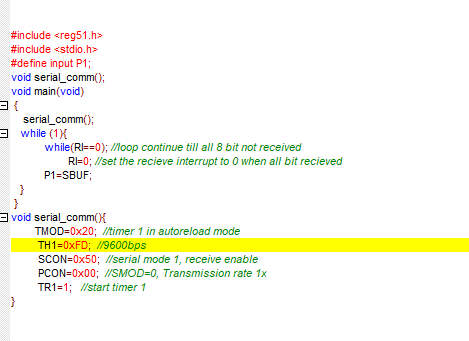 #include <reg51.h>
#include <stdio.h>
#define input P1;
void serial_comm();
void main(void)
{
serial_comm();
while (1){
while(RI==0); //loop continue till all 8 bit not received
RI=0; //set the recieve interrupt to 0 when all bit recieved
P1=SBUF;
}
}
void serial_comm(){
TMOD=0x20; //timer 1 in autoreload mode
TH1=0xFD; //9600bps
SCON=0x50; //serial mode 1, receive enable
PCON=0x00; //SMOD=0, Transmission rate 1x
TR1=1; //start timer 1
}